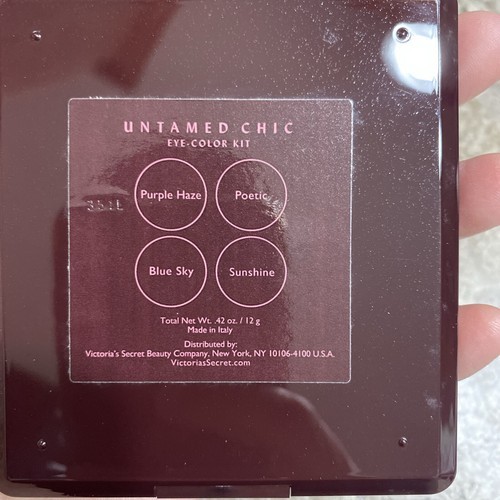 UNTAMED CHIC
EYE-COLOR KIT
Purple Haze Poetic
Blue Sky Sunshine
Total Net Wt. .42 oz. / 12 g
Made in Italy
Distributed by:
Victoria's Secret Beauty Company, New York, NY 10106-4100 U.S.A.
VictoriasSecret.com